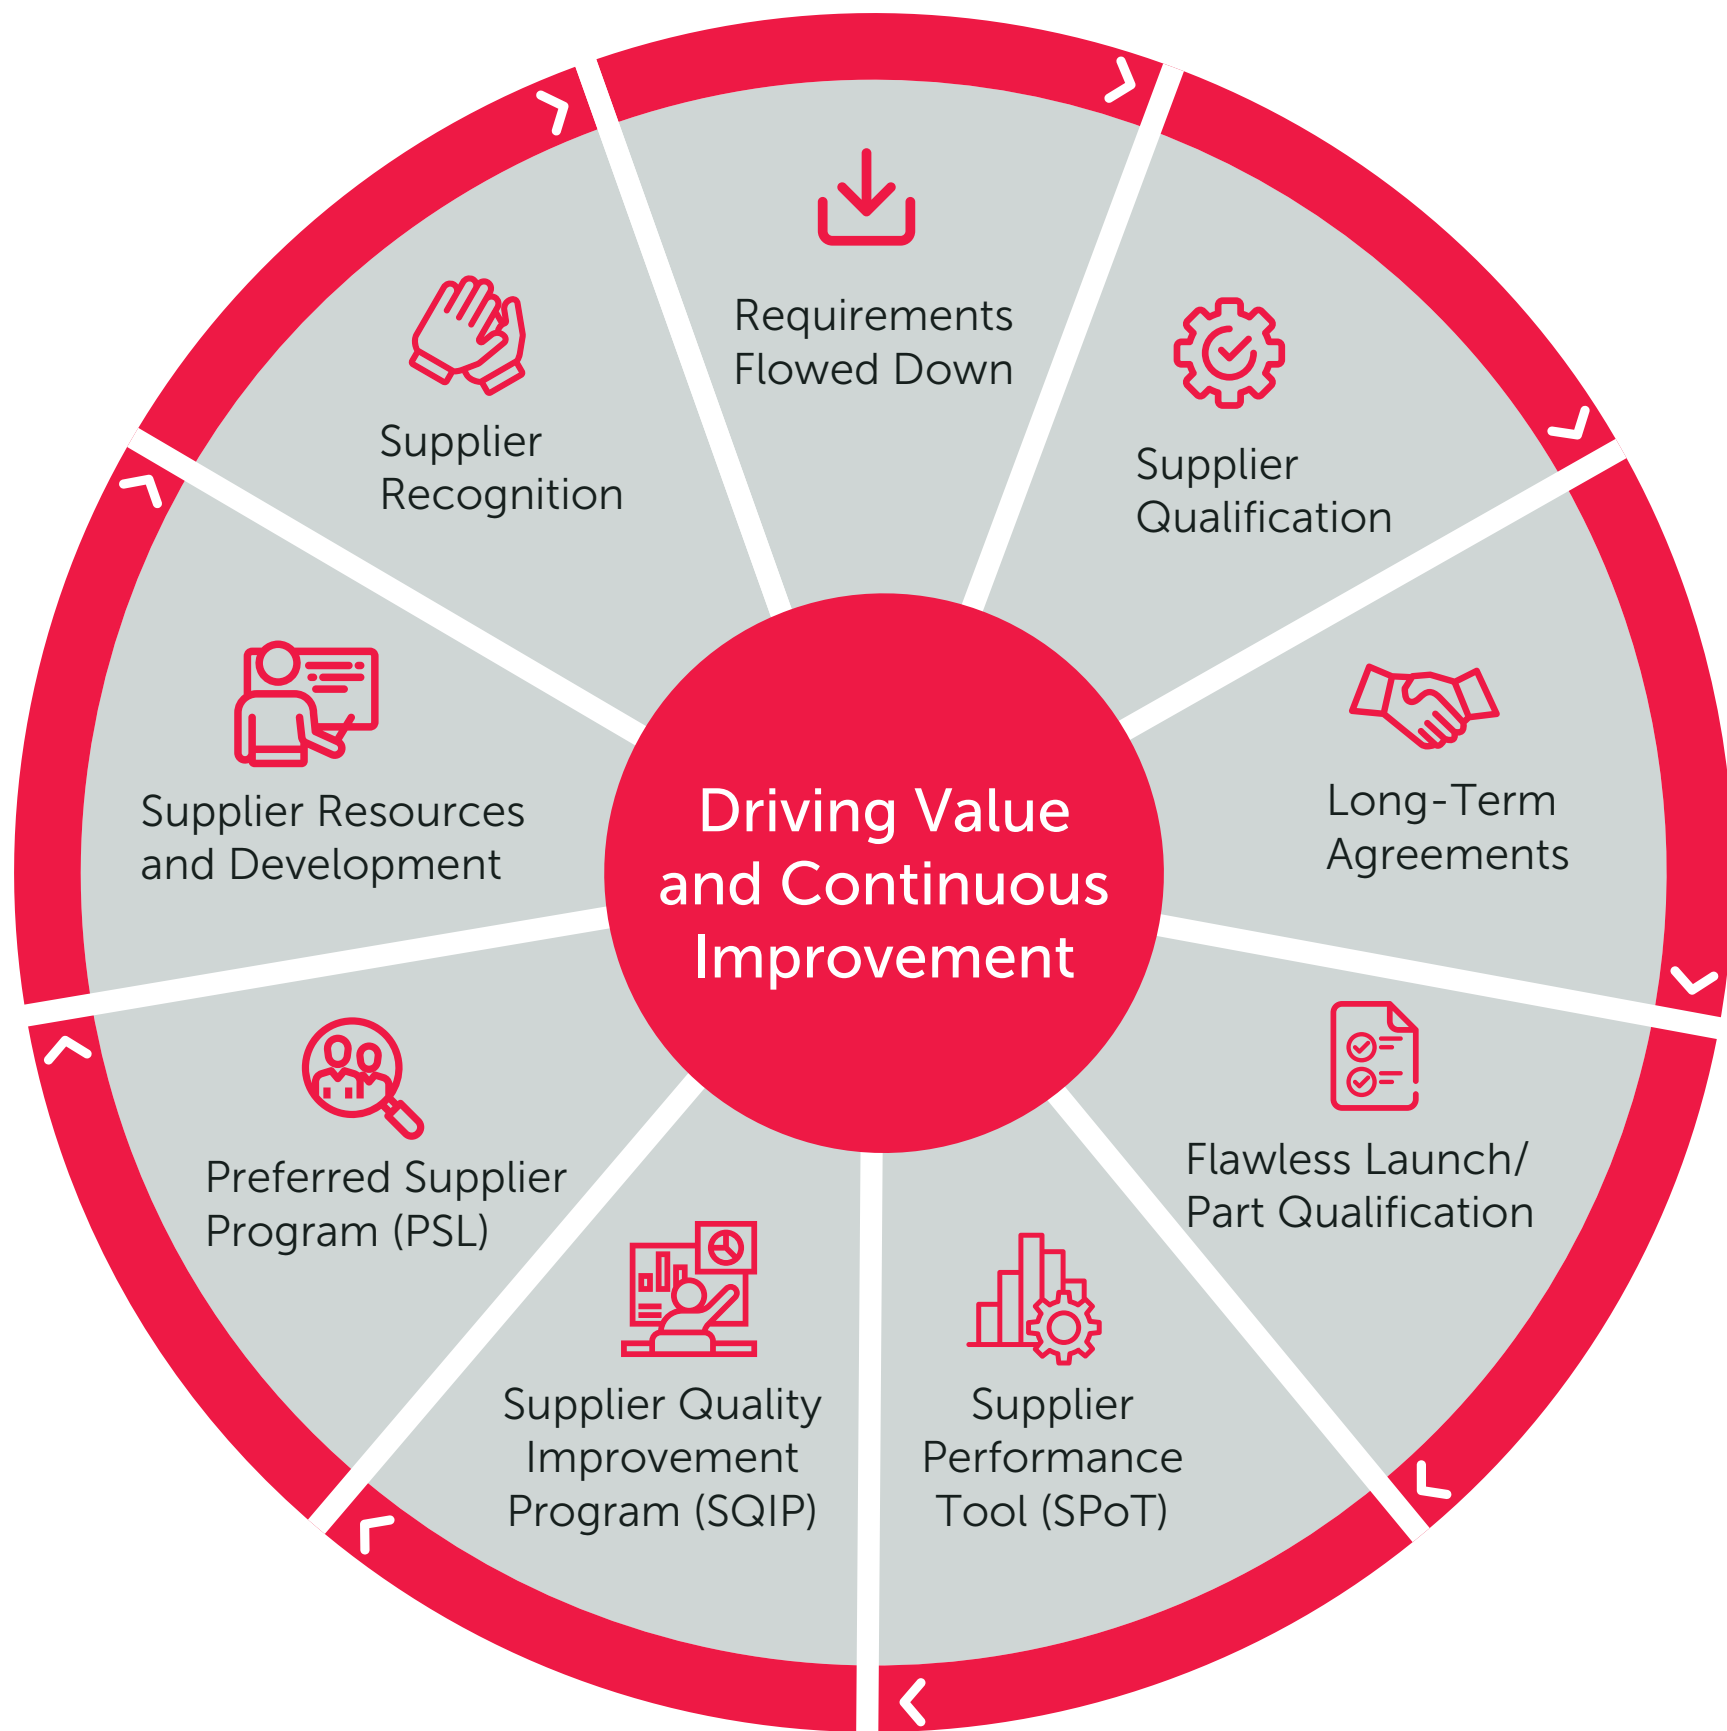 Requirements
Flowed Down
Supplier
Qualification
Long-Term
Agreements
Flawless Launch/
Part Qualification
Supplier
Performance
Tool (SPoT)
Supplier Quality
Improvement
Program (SQIP)
Preferred Supplier
Program (PSL)
Supplier Resources
and Development
Supplier
Recognition
Driving Value
and Continuous
Improvement